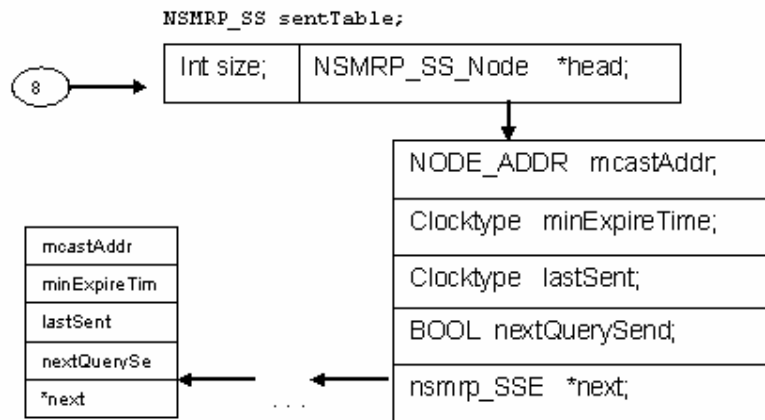 NSMRP_SS sentTable;
8
Int size; NSMRP_SS_Node *head;
NODE_ADDR mcastAddr;
Clocktype minExpireTime;
Clocktype lastSent;
BOOL nextQuerySend;
nsmrp_SSE *next;
mcastAddr
minExpireTim
lastSent
nextQuerySe
*next
. . .